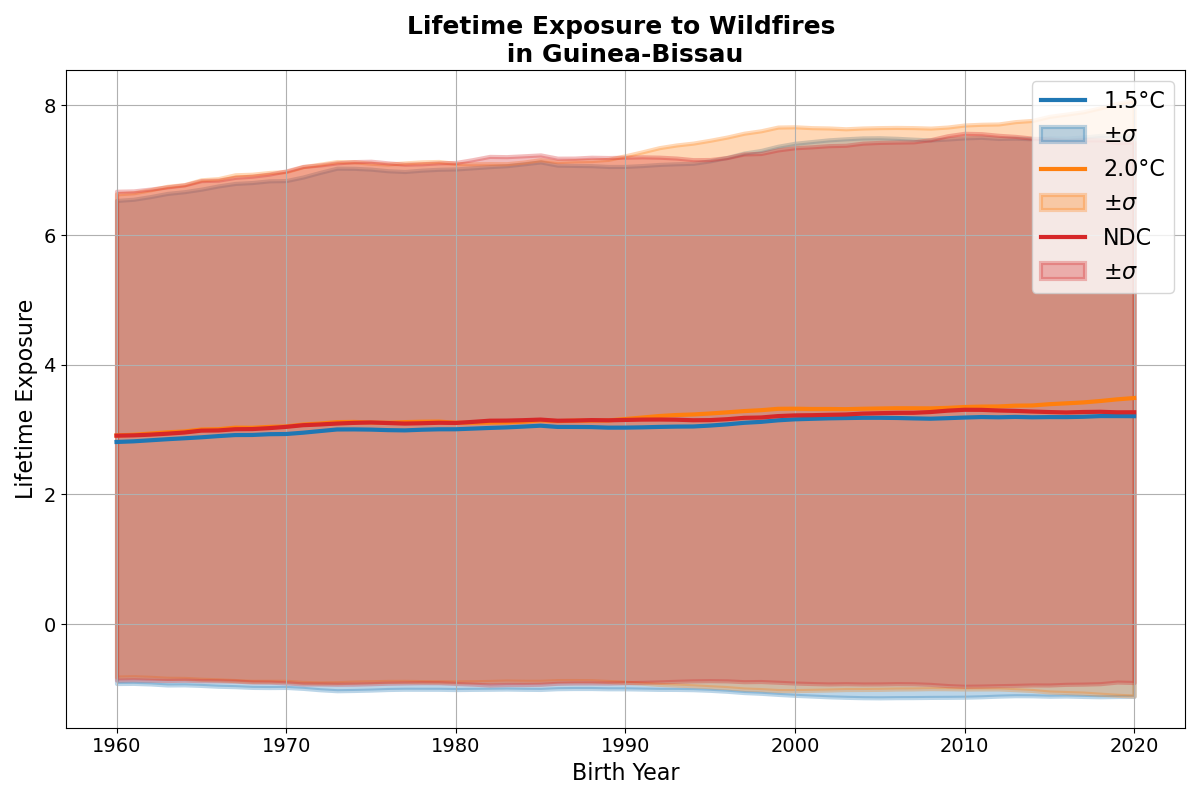 Lifetime Exposure to Wildfires
in Guinea-Bissau
Lifetime Exposure
8
6
4
2
0
1960
1970
1980
1990
2000
2010
2020
Birth Year
1.5°C
±σ
2.0°C
±σ
NDC
±σ